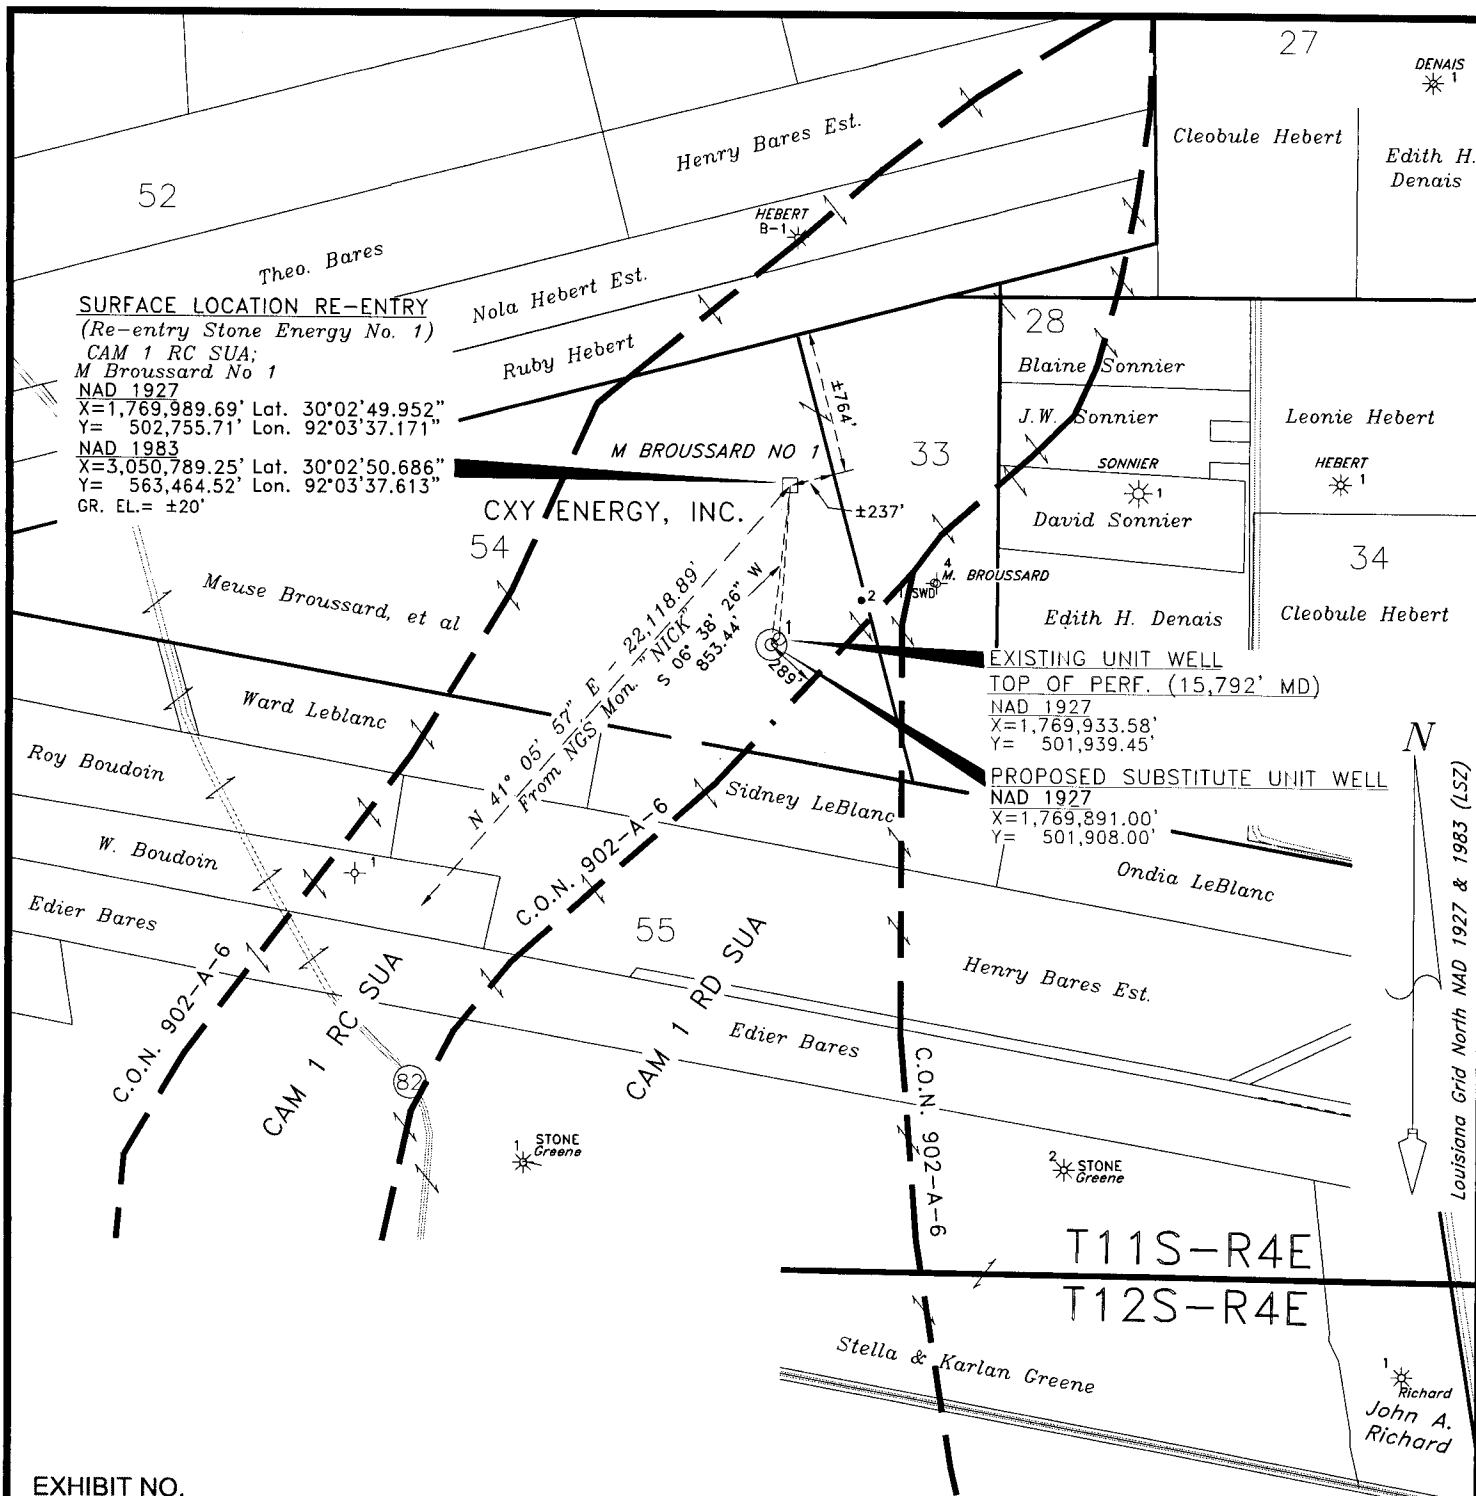 27
DENAIS
1
Cleobule Hebert
Edith H.
Denais
Henry Bares Est.
52
HEBERT
B-1
Theo. Bares
Nola Hebert Est.
Ruby Hebert
SURFACE LOCATION RE-ENTRY
(Re-entry Stone Energy No. 1)
CAM 1 RC SUA;
M Broussard No 1
NAD 1927
X=1,769,989.69' Lat. 30°02'49.952"
Y= 502,755.71' Lon. 92°03'37.171"
NAD 1983
X=3,050,789.25' Lat. 30°02'50.686"
Y= 563,464.52' Lon. 92°03'37.613"
GR. EL.= ±20'
28
Blaine Sonnier
J.W. Sonnier
Leonie Hebert
±764'
M BROUSSARD NO 1
33
SONNIER
1
HEBERT
1
CXY ENERGY, INC.
±237'
David Sonnier
54
34
4
M. BROUSSARD
SWD
2
Meuse Broussard, et al
Edith H. Denais
Cleobule Hebert
1
289'
N 41° 05' 57" E - 22,118.89'
From NGS Mon. "NICK"
S 06° 38' 26" W
853.44'
EXISTING UNIT WELL
TOP OF PERF. (15,792' MD)
NAD 1927
X=1,769,933.58'
Y= 501,939.45'
Ward Leblanc
Roy Boudoin
PROPOSED SUBSTITUTE UNIT WELL
NAD 1927
X=1,769,891.00'
Y= 501,908.00'
N
Louisiana Grid North NAD 1927 & 1983 (LSZ)
Sidney LeBlanc
W. Boudoin
1
C.O.N. 902-A-6
Ondia LeBlanc
Edier Bares
55
C.O.N. 902-A-6
CAM 1 RC SUA
CAM 1 RD SUA
Henry Bares Est.
Edier Bares
82
C.O.N. 902-A-6
1
STONE
Greene
2
STONE
Greene
T11S-R4E
T12S-R4E
Stella & Karlan Greene
1
Richard
John A.
Richard
EXHIBIT NO.